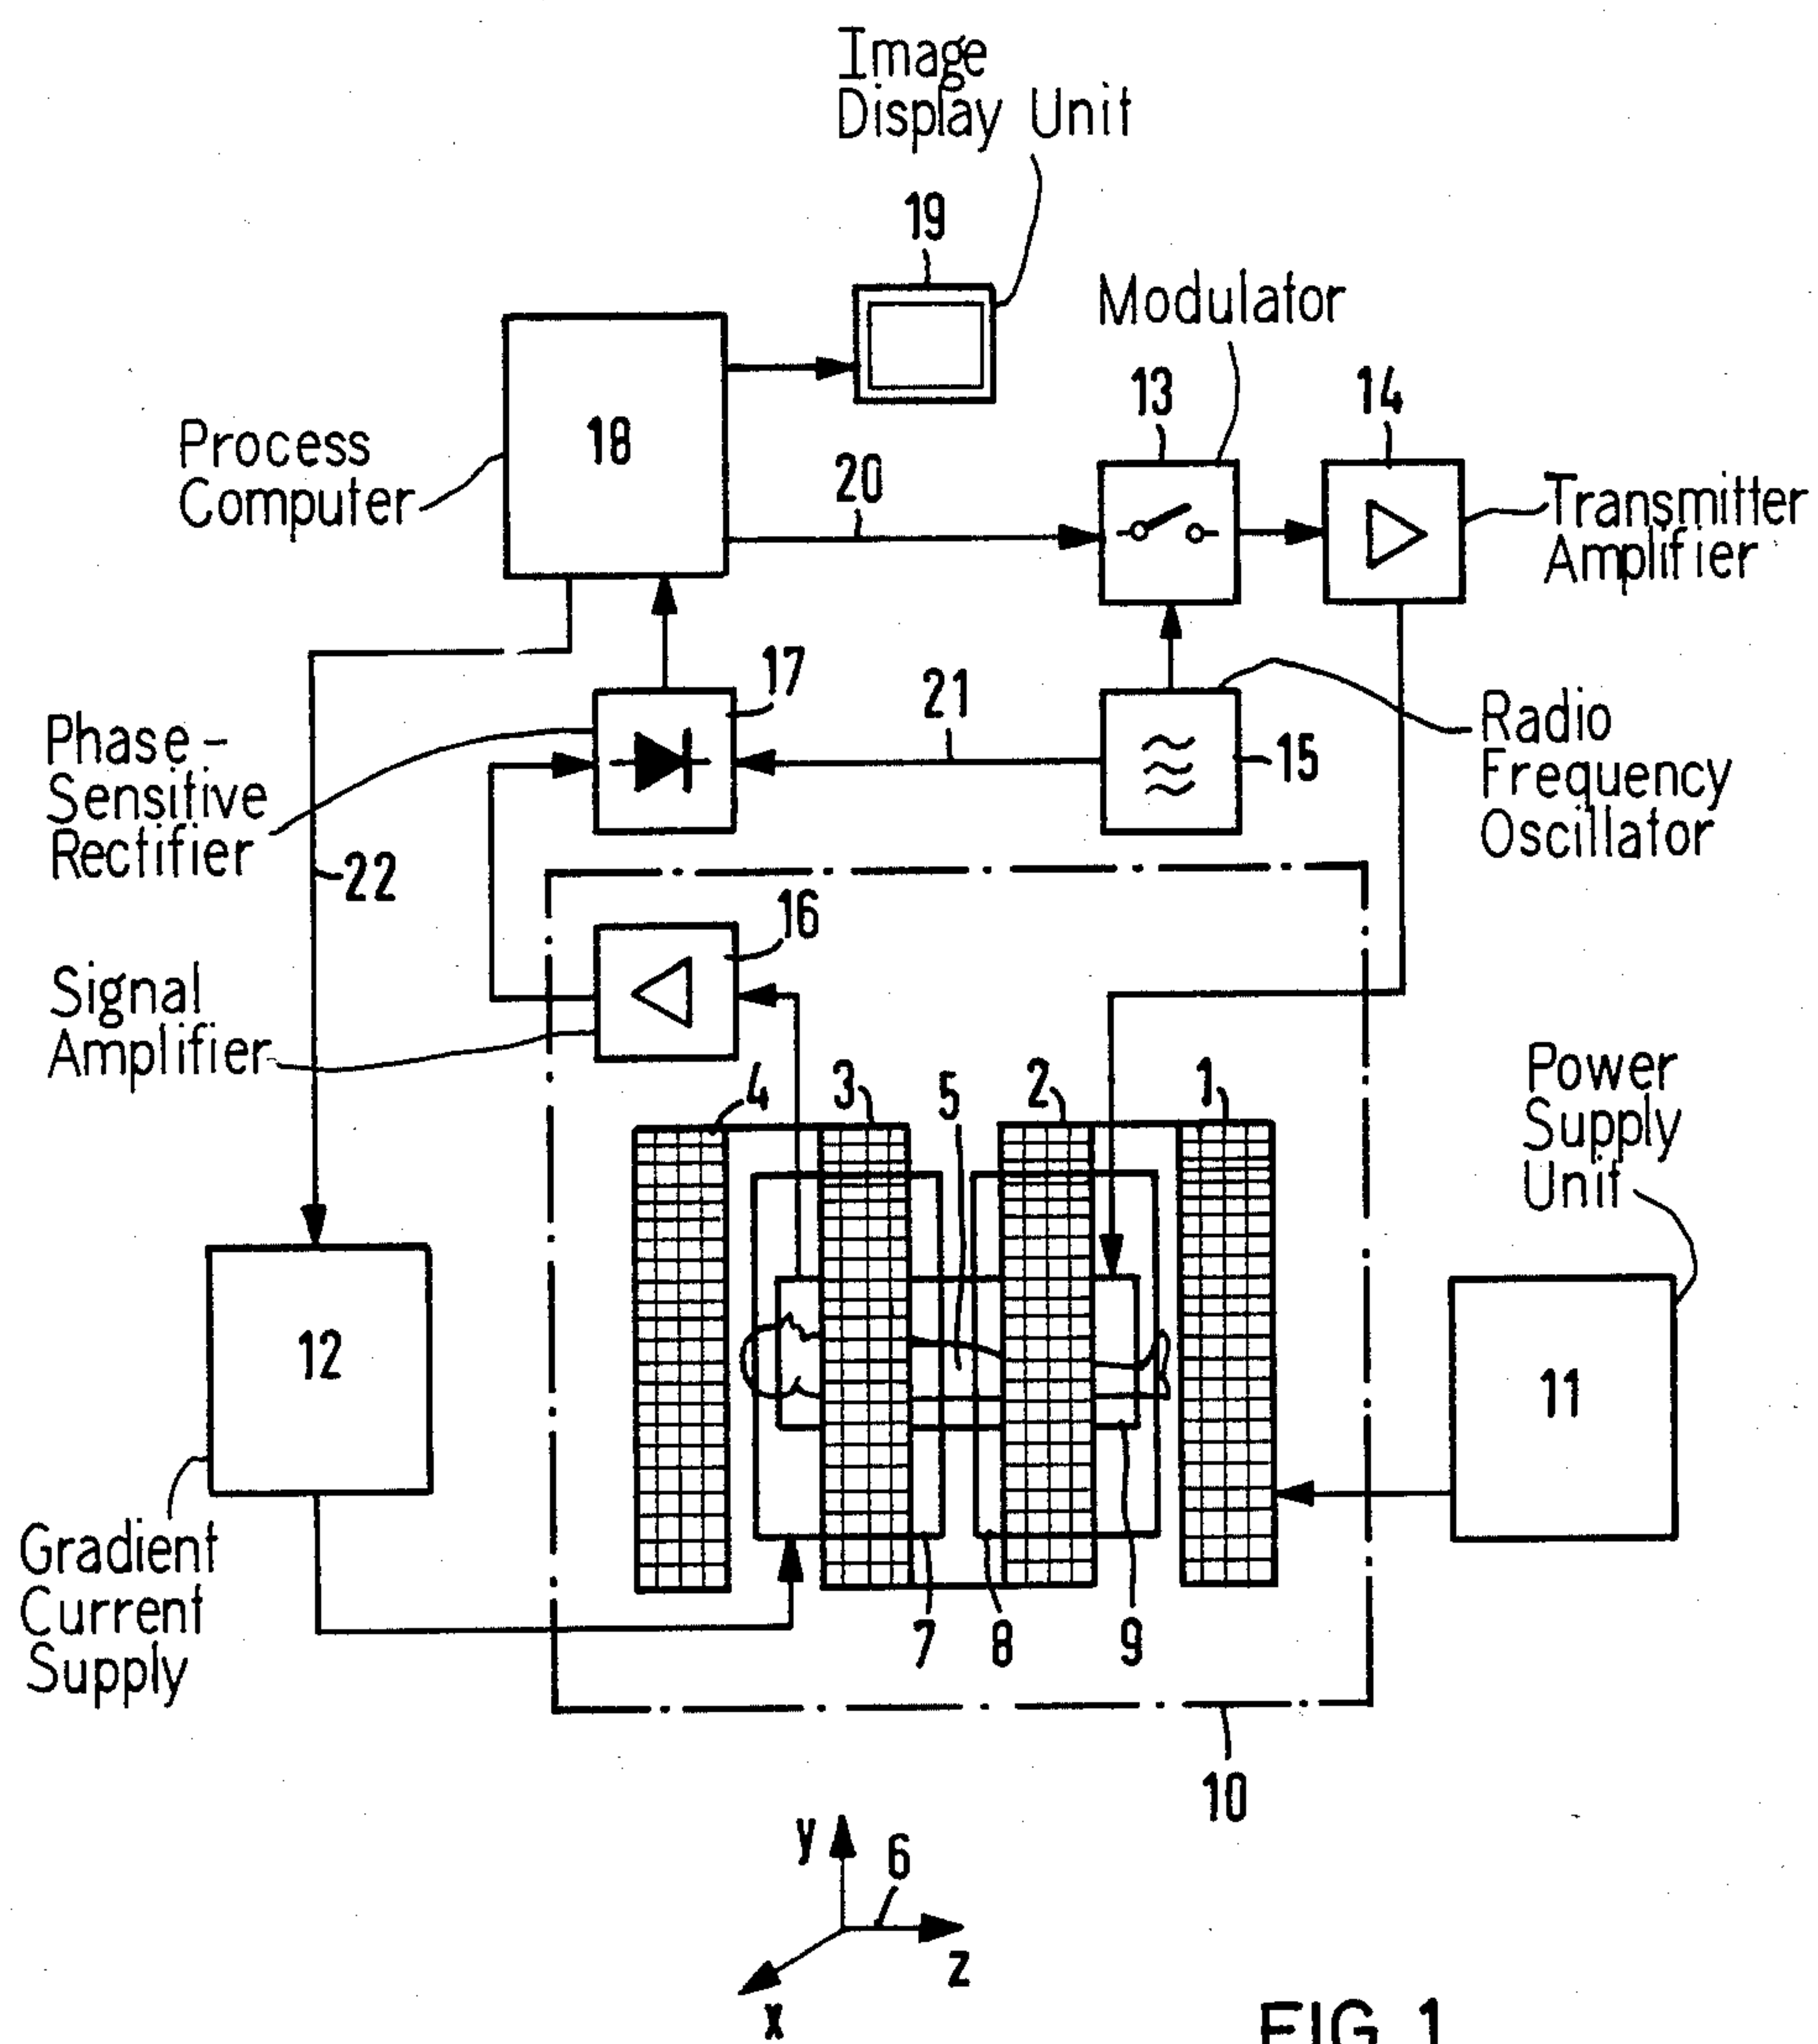 Image
Display Unit
19
Modulator
13
14
Process
Computer
18
20
Transmitter
Amplifier
17
21
Phase-
Sensitive
Rectifier
15
Radio
Frequency
Oscillator
22
16
Signal
Amplifier
4
3
5
2
1
Power
Supply
Unit
12
11
Gradient
Current
Supply
7
8
9
10
y
6
z
x
FIG. 1